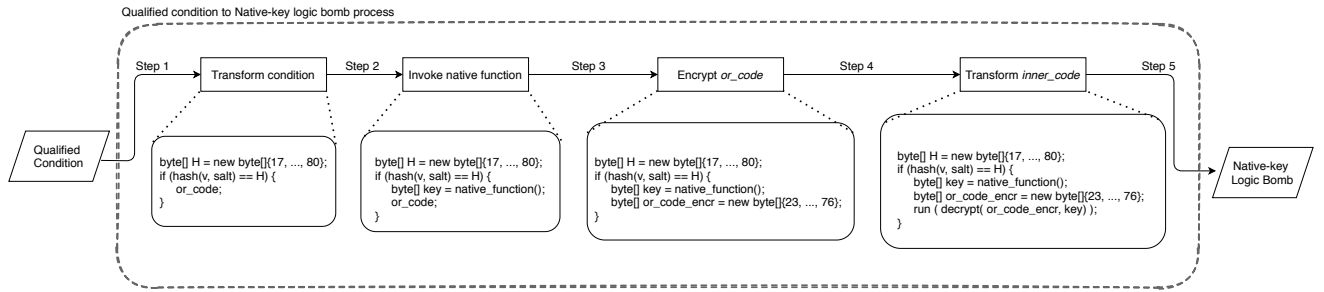 Qualified condition to Native-key logic bomb process
Step 1
Transform condition
Step 2
Invoke native function
Step 3
Encrypt or_code
Step 4
Transform inner_code
Step 5
Qualified
Condition
byte[] H = new byte[]{17, ..., 80};
if (hash(v, salt) == H) {
or_code;
}
byte[] H = new byte[]{17, ..., 80};
if (hash(v, salt) == H) {
byte[] key = native_function();
or_code;
}
byte[] H = new byte[]{17, ..., 80};
if (hash(v, salt) == H) {
byte[] key = native_function();
byte[] or_code_encr = new byte[]{23, ..., 76};
}
byte[] H = new byte[]{17, ..., 80};
if (hash(v, salt) == H) {
byte[] key = native_function();
byte[] or_code_encr = new byte[]{23, ..., 76};
run ( decrypt( or_code_encr, key) );
}
Native-key
Logic Bomb